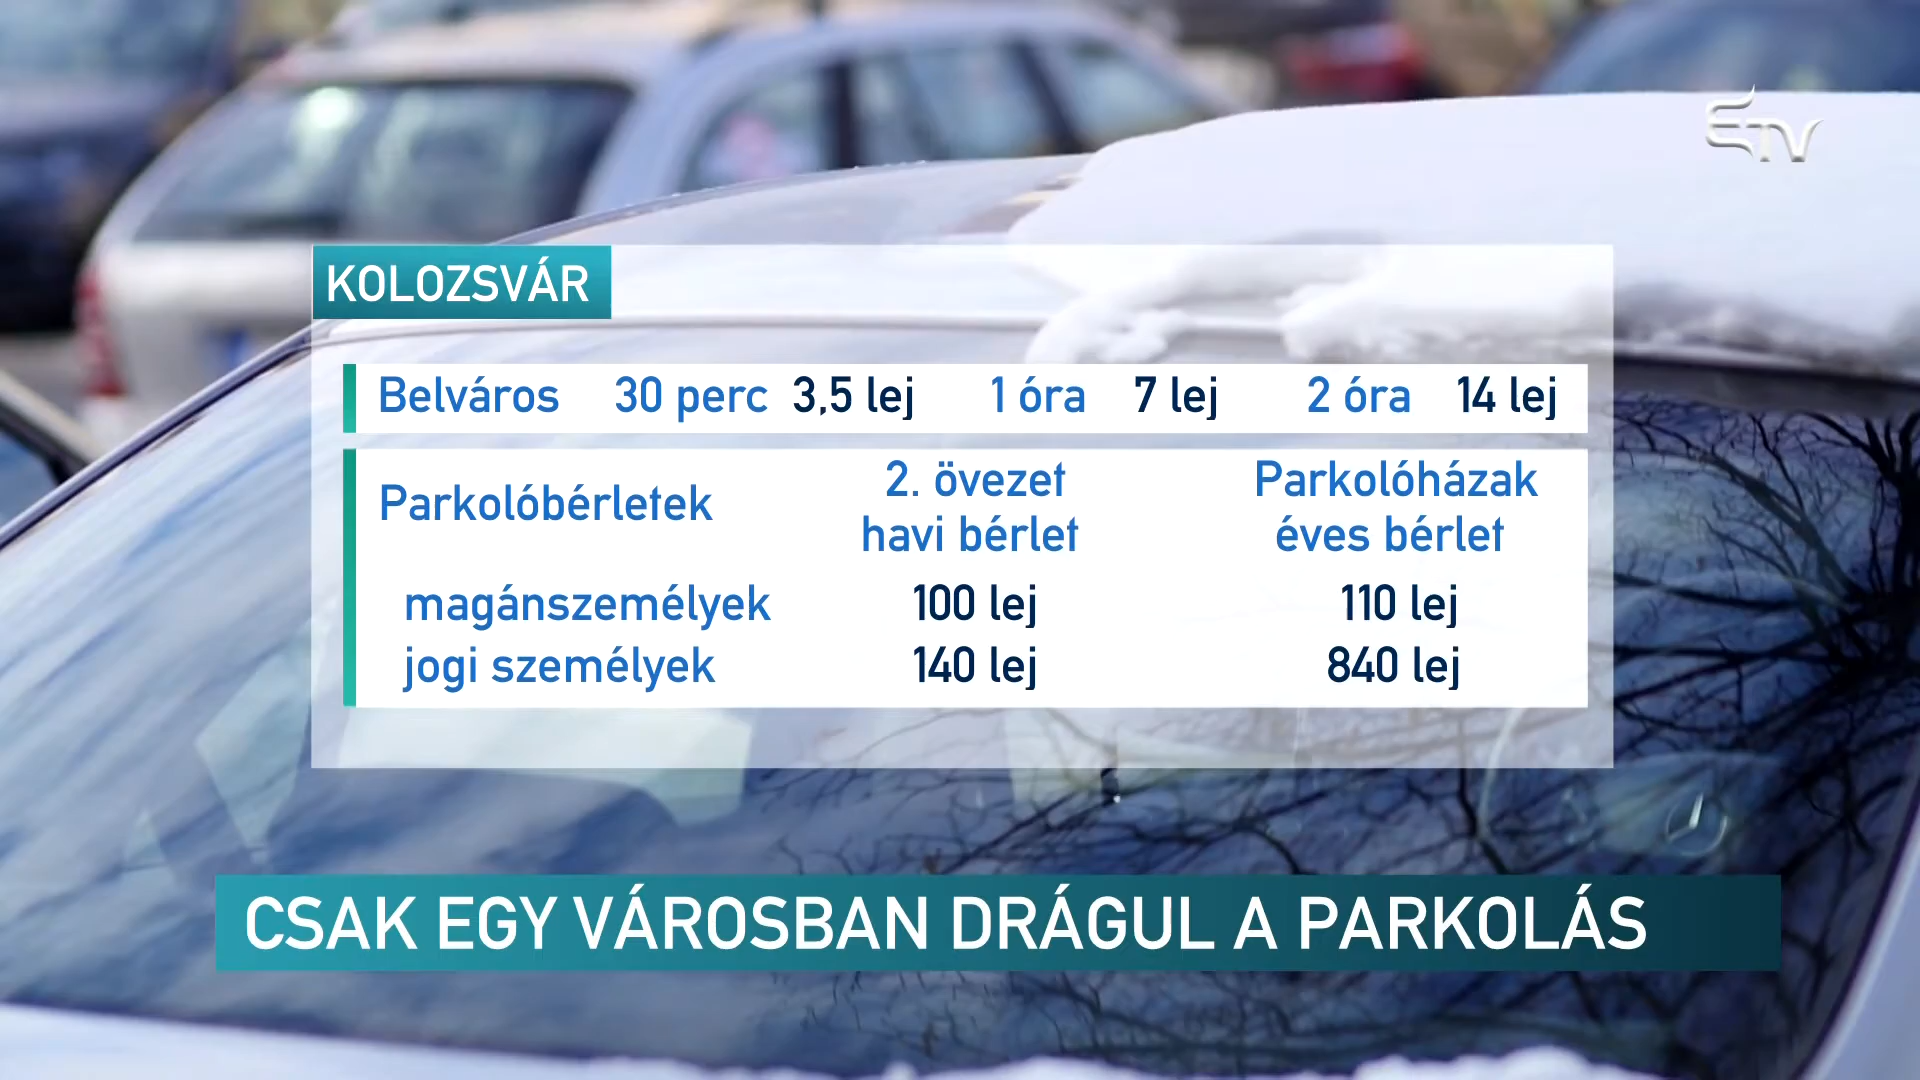 ETV
KOLOZSVÁR
Belváros 30 perc 3,5 lej 1 óra 7 lej 2 óra 14 lej
Parkolóbérletek 2. övezet havi bérlet Parkolóházak éves bérlet
magánszemélyek 100 lej 110 lej
jogi személyek 140 lej 840 lej
CSAK EGY VÁROSBAN DRÁGUL A PARKOLÁS